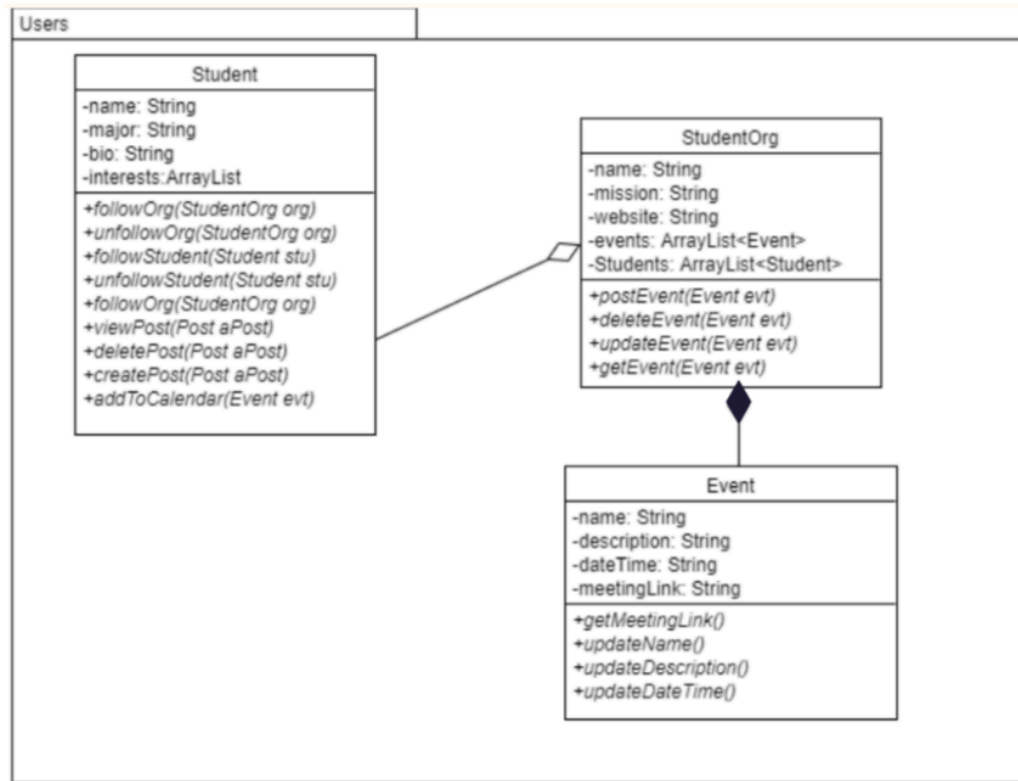 Users
Student
-name: String
-major: String
-bio: String
-interests:ArrayList
+followOrg(StudentOrg org)
+unfollowOrg(StudentOrg org)
+followStudent(Student stu)
+unfollowStudent(Student stu)
+followOrg(StudentOrg org)
+viewPost(Post aPost)
+deletePost(Post aPost)
+createPost(Post aPost)
+addToCalendar(Event evt)
StudentOrg
-name: String
-mission: String
-website: String
-events: ArrayList<Event>
-Students: ArrayList<Student>
+postEvent(Event evt)
+deleteEvent(Event evt)
+updateEvent(Event evt)
+getEvent(Event evt)
Event
-name: String
-description: String
-dateTime: String
-meetingLink: String
+getMeetingLink()
+updateName()
+updateDescription()
+updateDateTime()